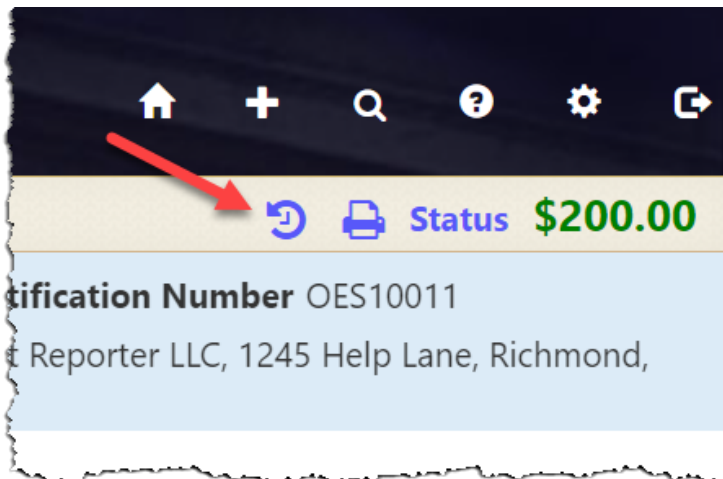 Status $200.00
tification Number OES10011
t Reporter LLC, 1245 Help Lane, Richmond,